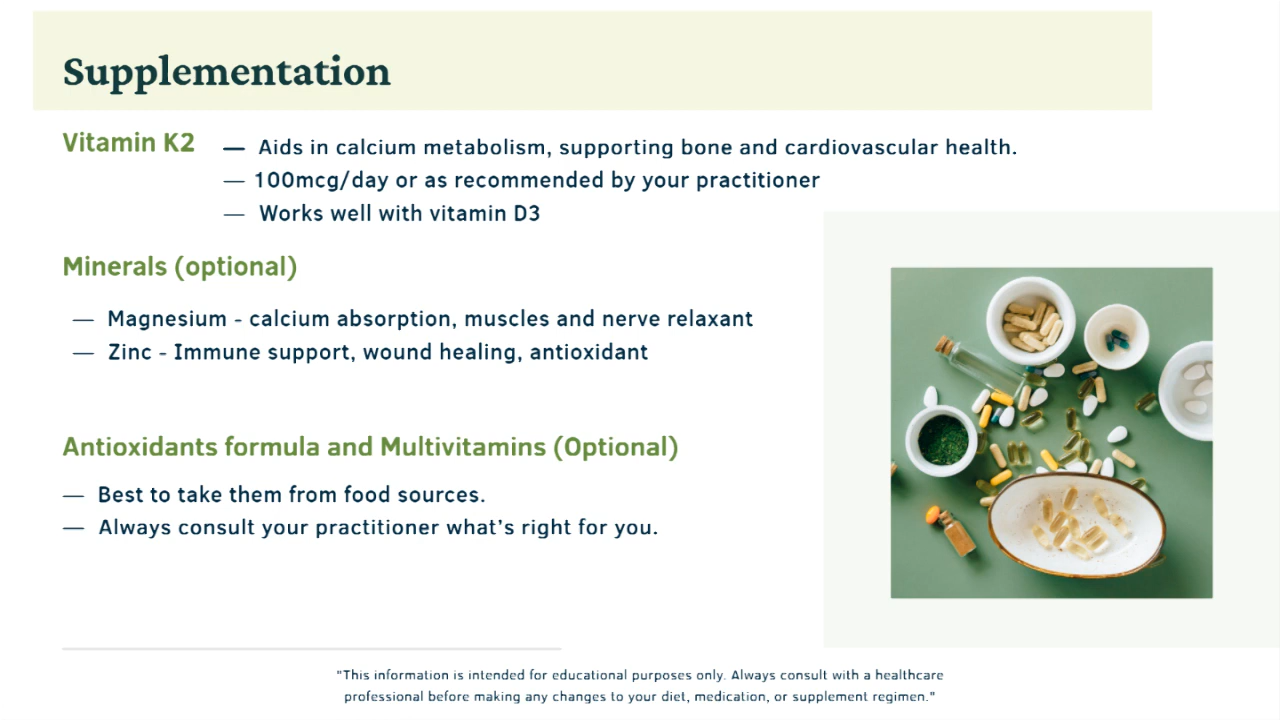 Supplementation
Vitamin K2 — Aids in calcium metabolism, supporting bone and cardiovascular health.
— 100mcg/day or as recommended by your practitioner
— Works well with vitamin D3
Minerals (optional)
— Magnesium - calcium absorption, muscles and nerve relaxant
— Zinc - Immune support, wound healing, antioxidant
Antioxidants formula and Multivitamins (Optional)
— Best to take them from food sources.
— Always consult your practitioner what's right for you.
"This information is intended for educational purposes only. Always consult with a healthcare
professional before making any changes to your diet, medication, or supplement regimen."